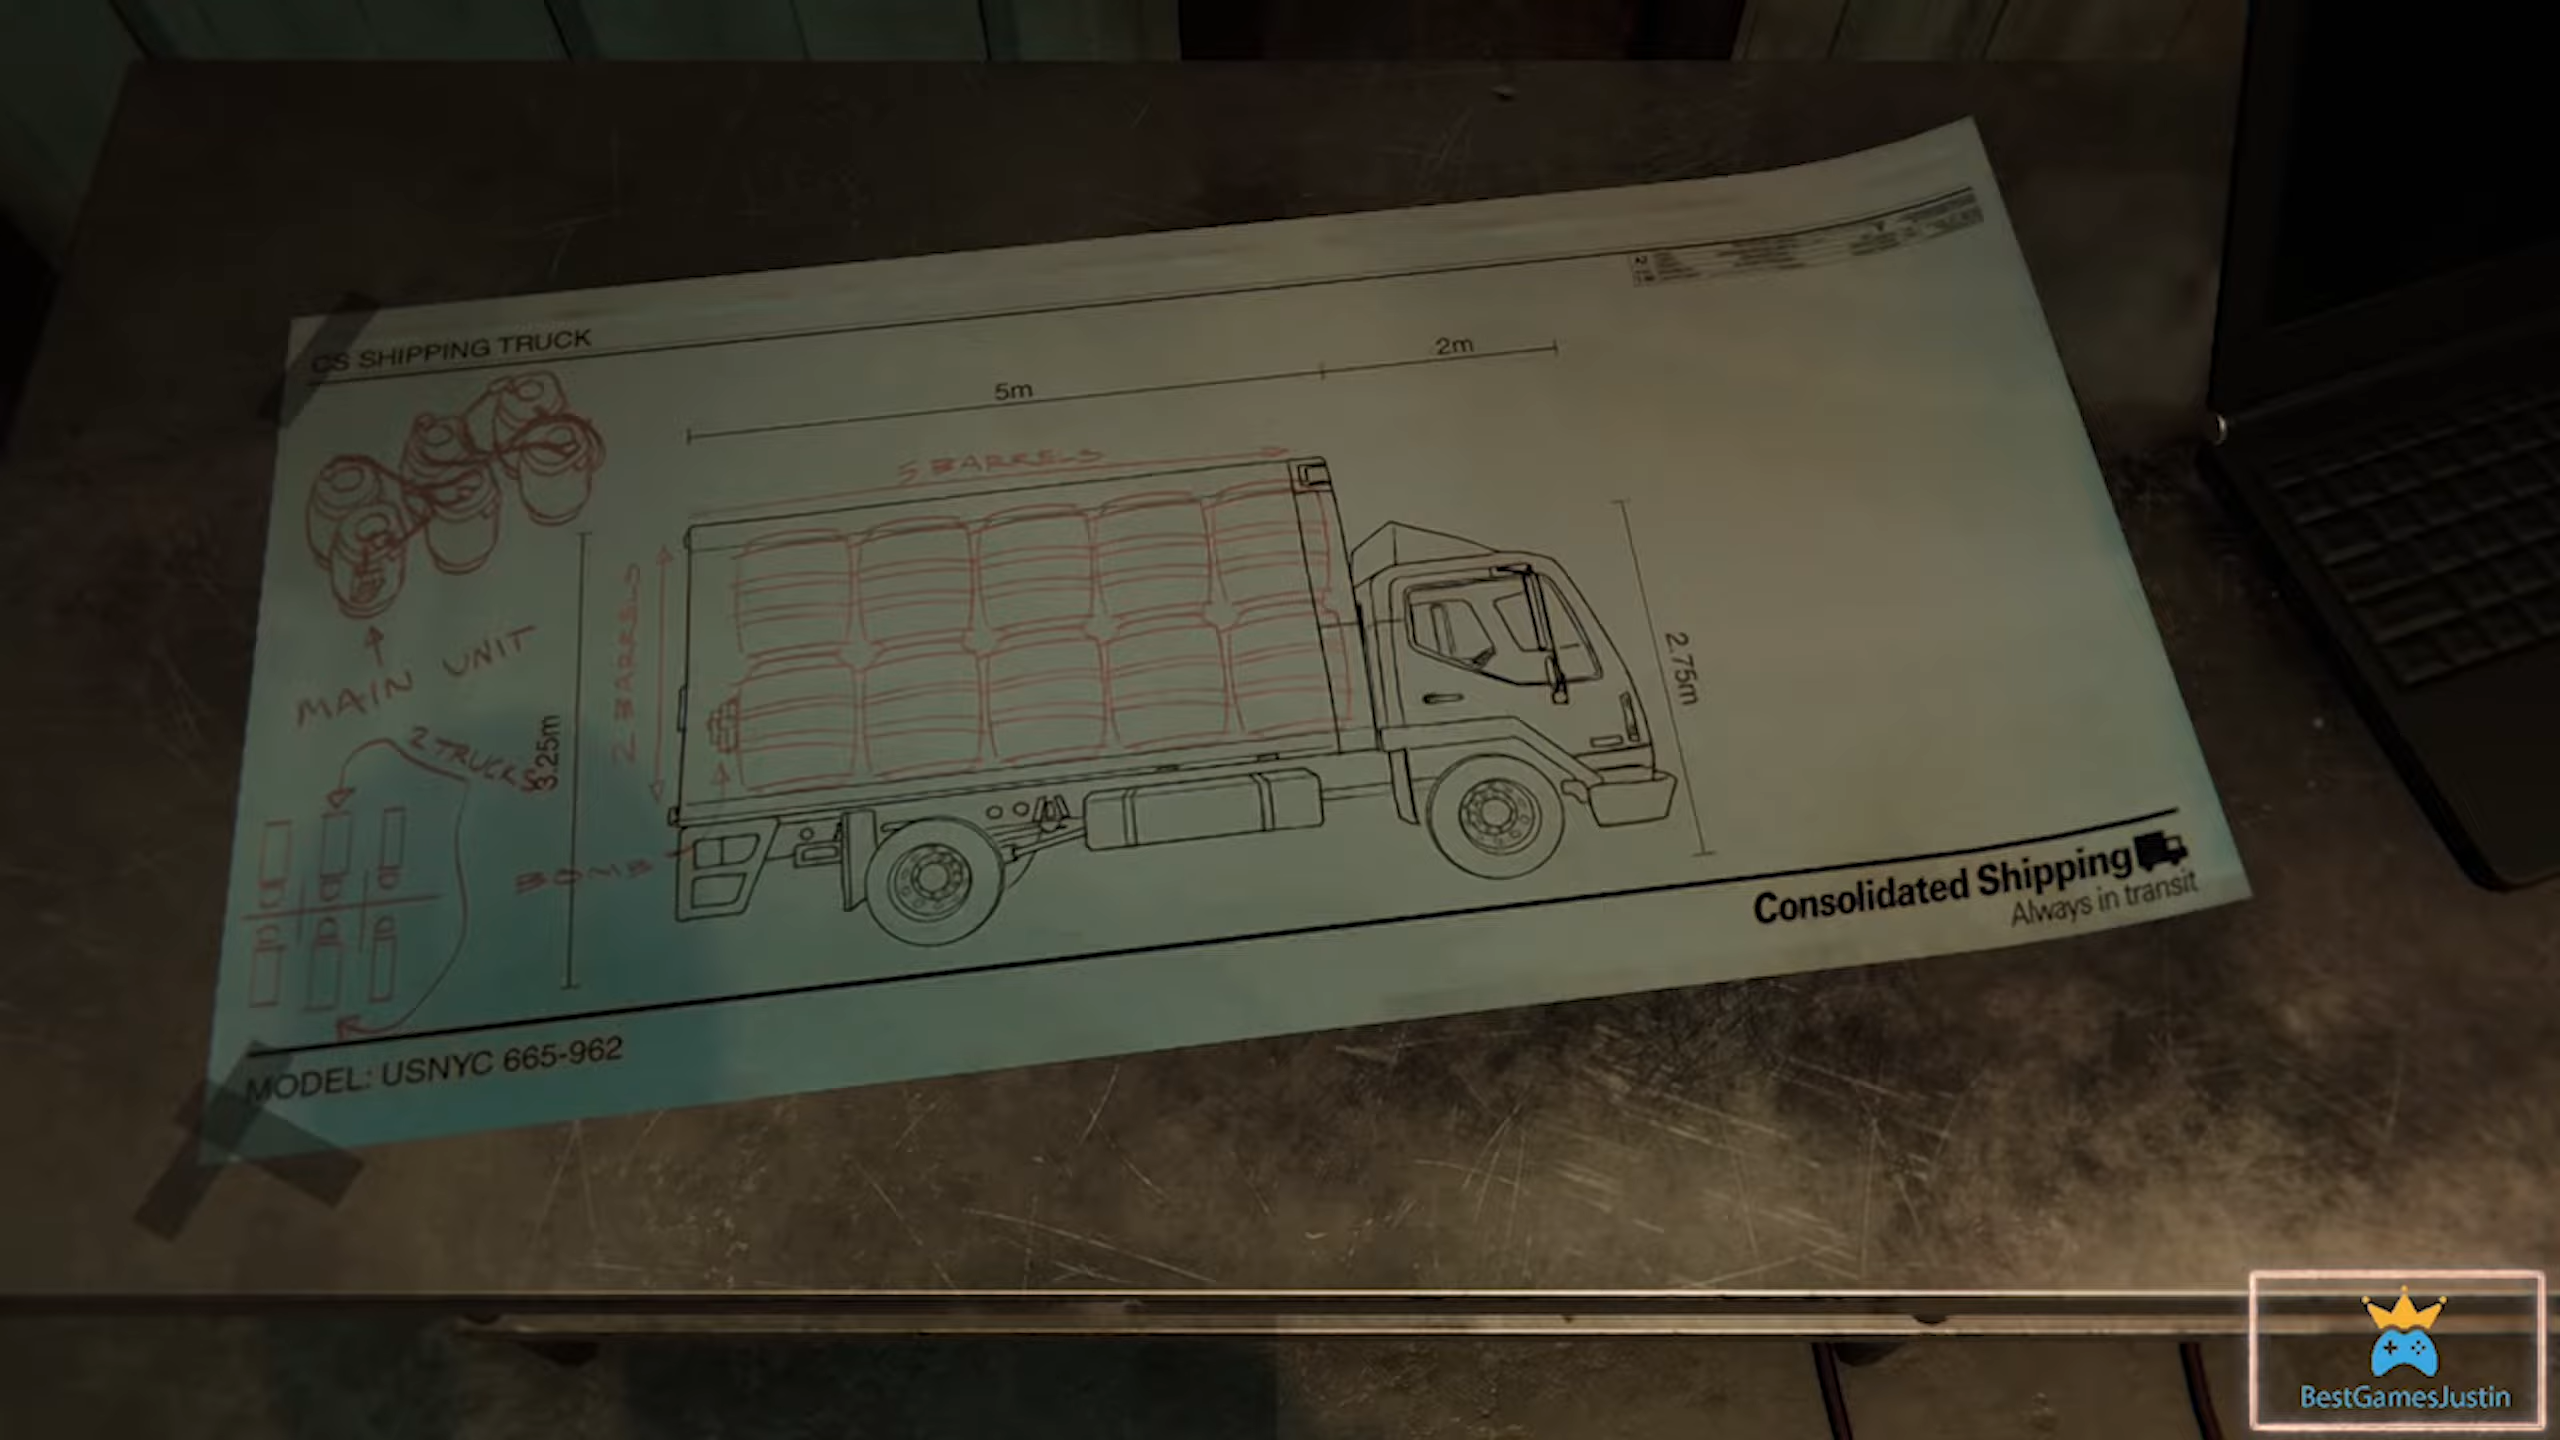 CS SHIPPING TRUCK
5m
2m
5 BARRELS
2 BARRELS
MAIN UNIT
2 TRUCKS
3.25m
2.75m
BOMB
Consolidated Shipping
Always in transit
MODEL: USNYC 665-962
BestGamesJustin